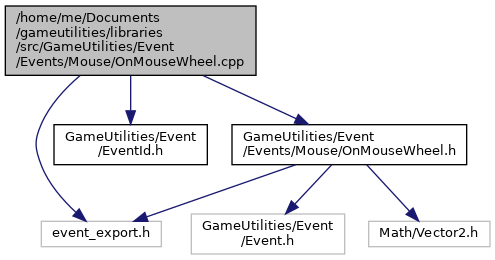 /home/me/Documents
/gameutilities/libraries
/src/GameUtilities/Event
/Events/Mouse/OnMouseWheel.cpp
GameUtilities/Event
/EventId.h
GameUtilities/Event
/Events/Mouse/OnMouseWheel.h
event_export.h
GameUtilities/Event
/Event.h
Math/Vector2.h